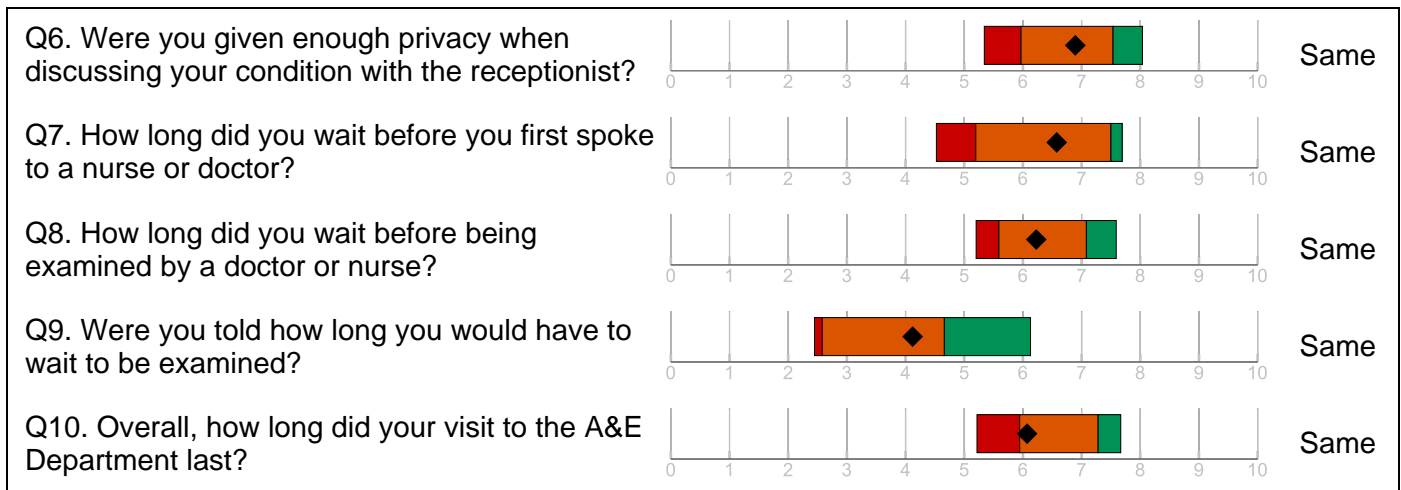 Q6. Were you given enough privacy when
discussing your condition with the receptionist?
0 1 2 3 4 5 6 7 8 9 10
Same
Q7. How long did you wait before you first spoke
to a nurse or doctor?
0 1 2 3 4 5 6 7 8 9 10
Same
Q8. How long did you wait before being
examined by a doctor or nurse?
0 1 2 3 4 5 6 7 8 9 10
Same
Q9. Were you told how long you would have to
wait to be examined?
0 1 2 3 4 5 6 7 8 9 10
Same
Q10. Overall, how long did your visit to the A&E
Department last?
0 1 2 3 4 5 6 7 8 9 10
Same